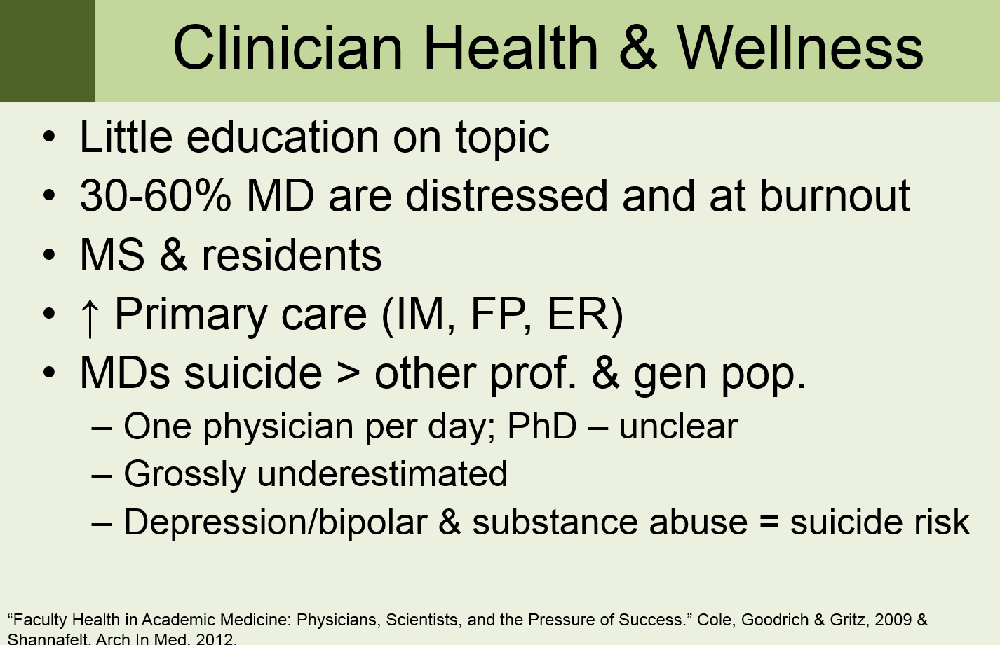 Clinician Health & Wellness
• Little education on topic
• 30-60% MD are distressed and at burnout
• MS & residents
• ↑ Primary care (IM, FP, ER)
• MDs suicide > other prof. & gen pop.
– One physician per day; PhD – unclear
– Grossly underestimated
– Depression/bipolar & substance abuse = suicide risk
“Faculty Health in Academic Medicine: Physicians, Scientists, and the Pressure of Success.” Cole, Goodrich & Gritz, 2009 &
Shannafelt, Arch In Med, 2012.